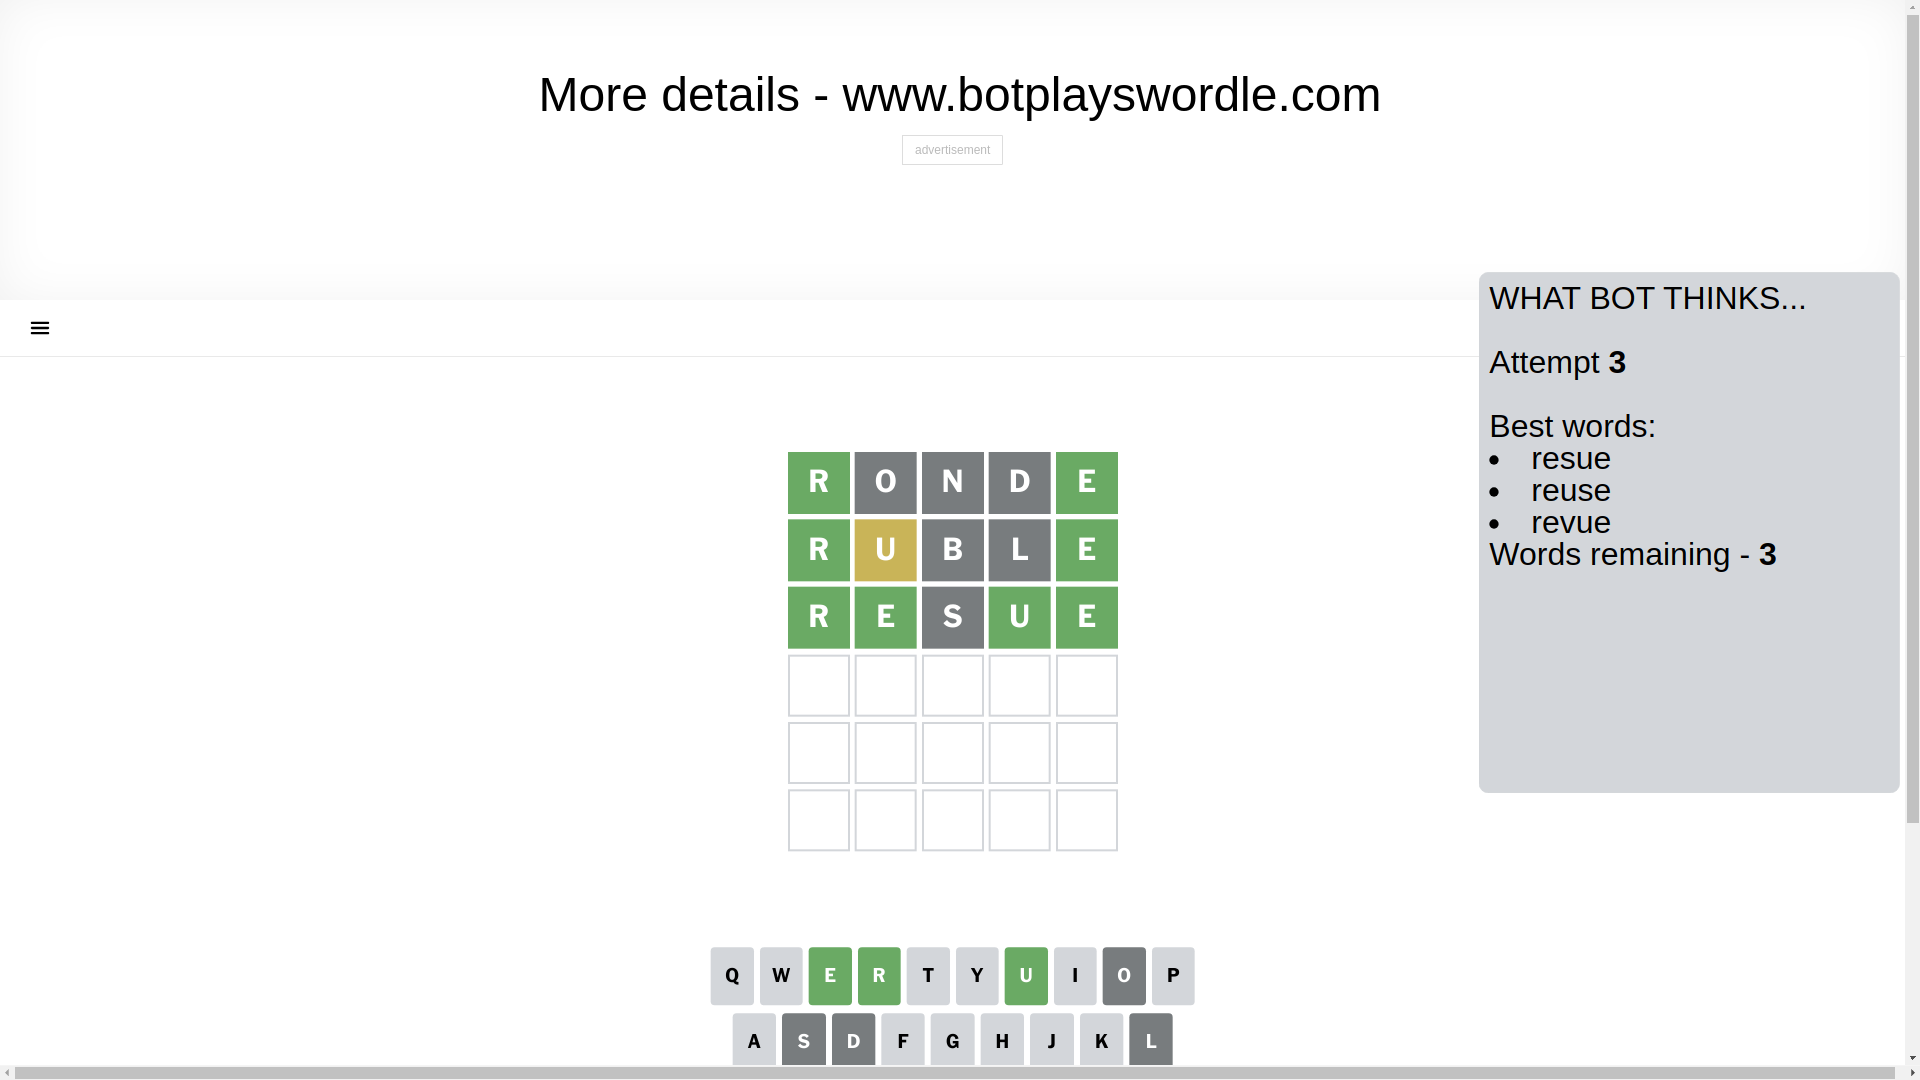 More details - www.botplayswordle.com
advertisement
WHAT BOT THINKS...
Attempt 3
Best words:
• resue
• reuse
• revue
Words remaining - 3
R O N D E
R U B L E
R E S U E
Q W E R T Y U I O P
A S D F G H J K L